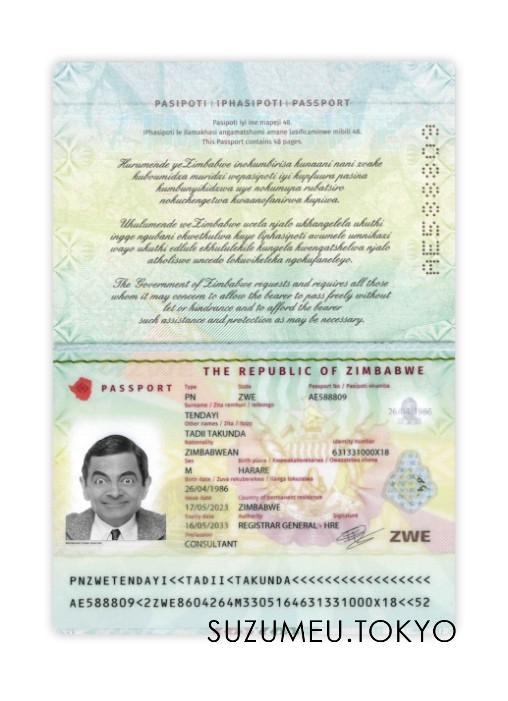 PASIPOTI | IPHASIPOTI | PASSPORT
Pasipoti iyi ine mapeji 48.
IPhasipoti le ilamakhasi angamatshumi amane lasificaminwe mibili 48.
This Passport contains 48 pages.
Hurumende yeZimbabwe inokumbirisa kunaani nani zvake
kubvumidza muridzi wepasipoti iyi kupfuura pasina
kumbunyikidzwa uye nokumupa rubatsiro
nokuchengetwa kwaanofanirwa kupiwa.
Uhulumende weZimbabwe ucela njalo ukhangelela ukuthi
ingqe ngubani okwethulwa kuye liphasipoti avumele umnikazi
wayo ukuthi edlule ekhululekile kungela kwengatshelwa njalo
atholiswe uncedo lokuvikeleka ngokufaneleyo.
The Government of Zimbabwe requests and requires all those
whom it may concern to allow the bearer to pass freely without
let or hindrance and to afford the bearer
such assistance and protection as may be necessary.
AE588809
THE REPUBLIC OF ZIMBABWE
PASSPORT
Type State Passport No / Pasipoti nhamba
PN ZWE AE588809
Surname / Zita remhuri / Isibongo
TENDAYI
26/04/1986
Other names / Zita / Ibizo
TADII TAKUNDA
Nationality Identity number
ZIMBABWEAN 631331000X18
Sex Birth place
M HARARE
Birth date / Zuva rekuberekwa / Ilanga lokuzalwa
26/04/1986
Issue date Country of permanent residence
17/05/2023 ZIMBABWE
Expiry date Authority Signature
16/05/2033 REGISTRAR GENERAL - HRE
Profession
CONSULTANT
ZWE
PNZWETENDAYI<<TADII<TAKUNDA<<<<<<<<<<<<<<<<<
AE588809<2ZWE8604264M3305164631331000X18<<52
SUZUMEU.TOKYO